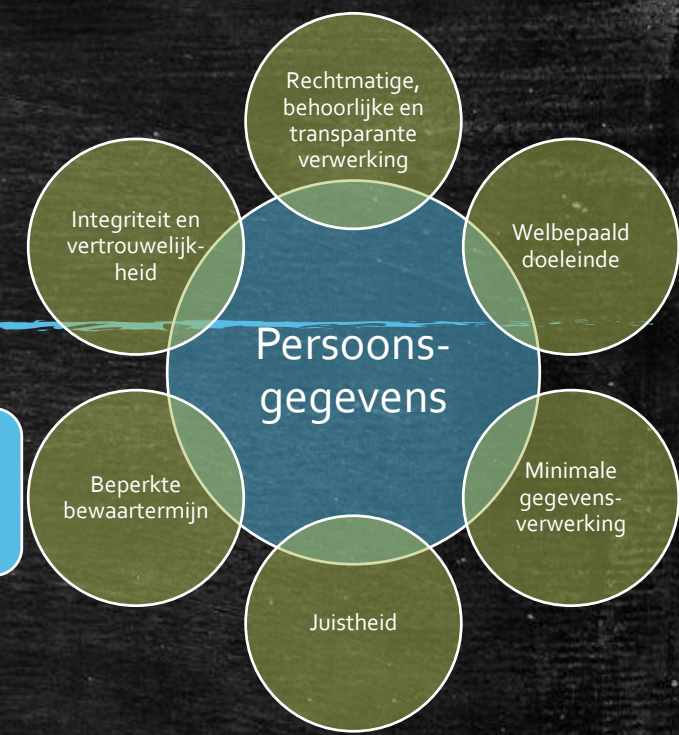 Rechtmatige,
behoorlijke en
transparante
verwerking
Integriteit en
vertrouwelijk-
heid
Welbepaald
doeleinde
Persoons-
gegevens
Beperkte
bewaartermijn
Minimale
gegevens-
verwerking
Juistheid